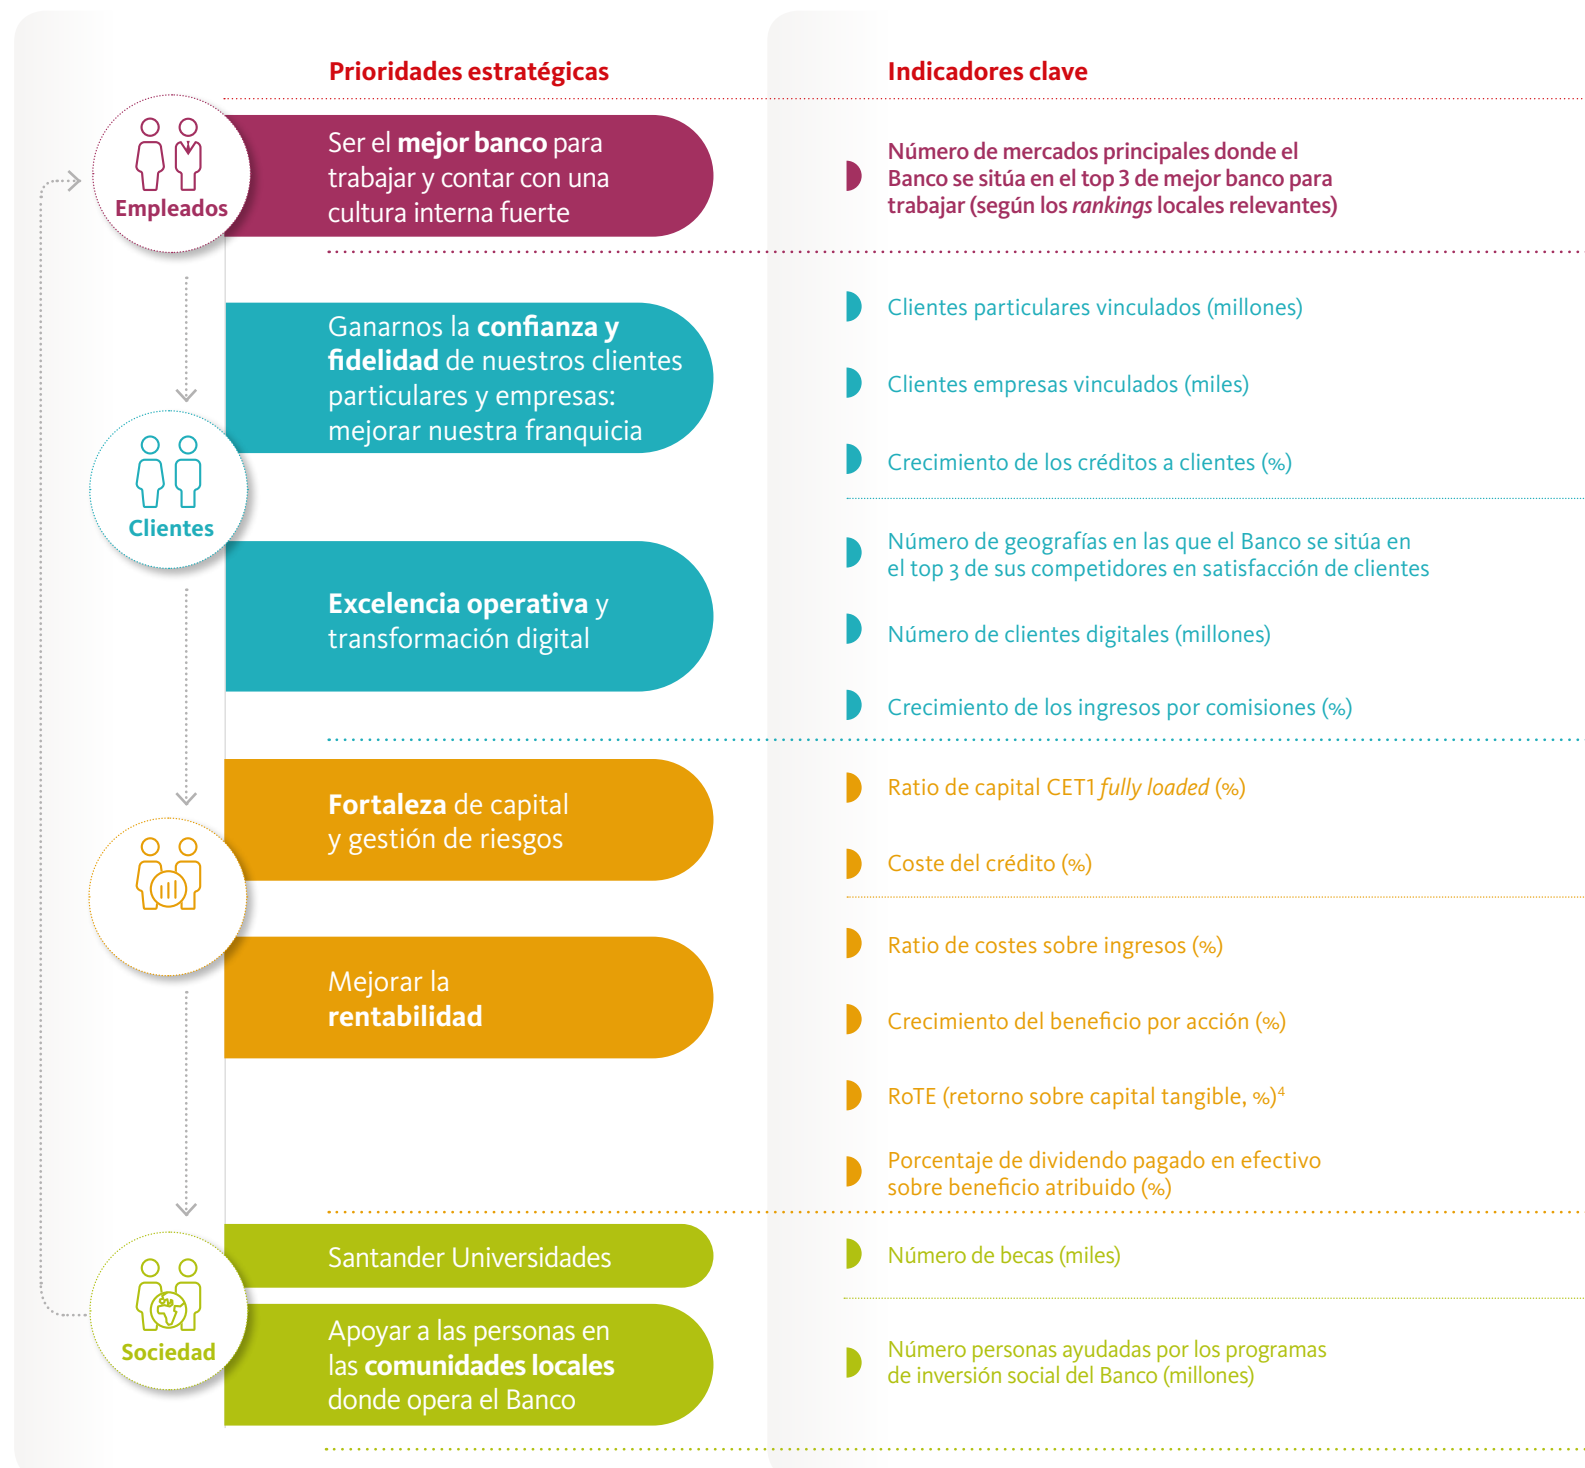 Prioridades estratégicas
Indicadores clave
Empleados
Ser el mejor banco para
trabajar y contar con una
cultura interna fuerte
Número de mercados principales donde el
Banco se sitúa en el top 3 de mejor banco para
trabajar (según los rankings locales relevantes)
Clientes
Ganarnos la confianza y
fidelidad de nuestros clientes
particulares y empresas:
mejorar nuestra franquicia
Clientes particulares vinculados (millones)
Clientes empresas vinculados (miles)
Crecimiento de los créditos a clientes (%)
Excelencia operativa y
transformación digital
Número de geografías en las que el Banco se sitúa en
el top 3 de sus competidores en satisfacción de clientes
Número de clientes digitales (millones)
Crecimiento de los ingresos por comisiones (%)
Fortaleza de capital
y gestión de riesgos
Ratio de capital CET1 fully loaded (%)
Coste del crédito (%)
Mejorar la
rentabilidad
Ratio de costes sobre ingresos (%)
Crecimiento del beneficio por acción (%)
RoTE (retorno sobre capital tangible, %)⁴
Porcentaje de dividendo pagado en efectivo
sobre beneficio atribuido (%)
Sociedad
Santander Universidades
Número de becas (miles)
Apoyar a las personas en
las comunidades locales
donde opera el Banco
Número personas ayudadas por los programas
de inversión social del Banco (millones)